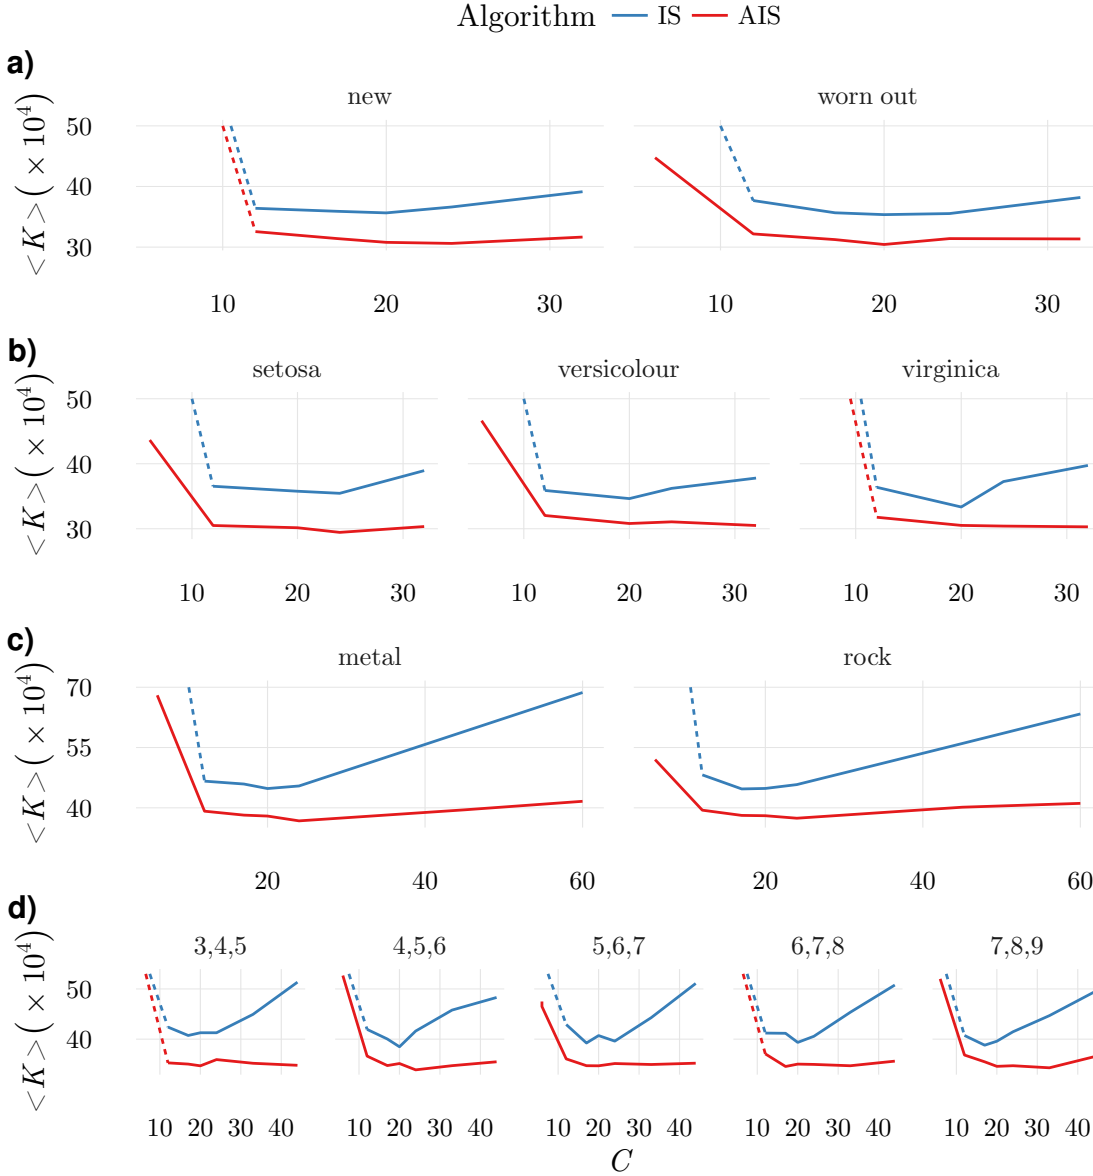 Algorithm IS AIS
a)
new worn out
<K>(×10⁴)
50
40
30
10 20 30 10 20 30
b)
setosa versicolour virginica
<K>(×10⁴)
50
40
30
10 20 30 10 20 30 10 20 30
c)
metal rock
<K>(×10⁴)
70
55
40
20 40 60 20 40 60
d)
3,4,5 4,5,6 5,6,7 6,7,8 7,8,9
<K>(×10⁴)
50
40
10 20 30 40 10 20 30 40 10 20 30 40 10 20 30 40 10 20 30 40
C